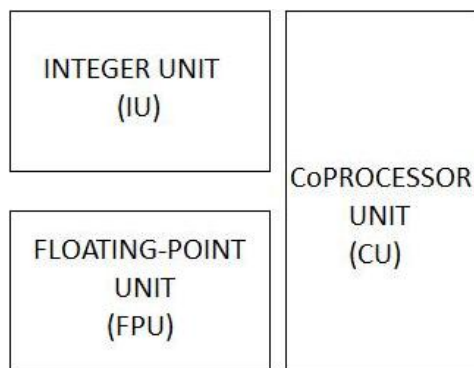 INTEGER UNIT
(IU)
FLOATING-POINT
UNIT
(FPU)
CoPROCESSOR
UNIT
(CU)